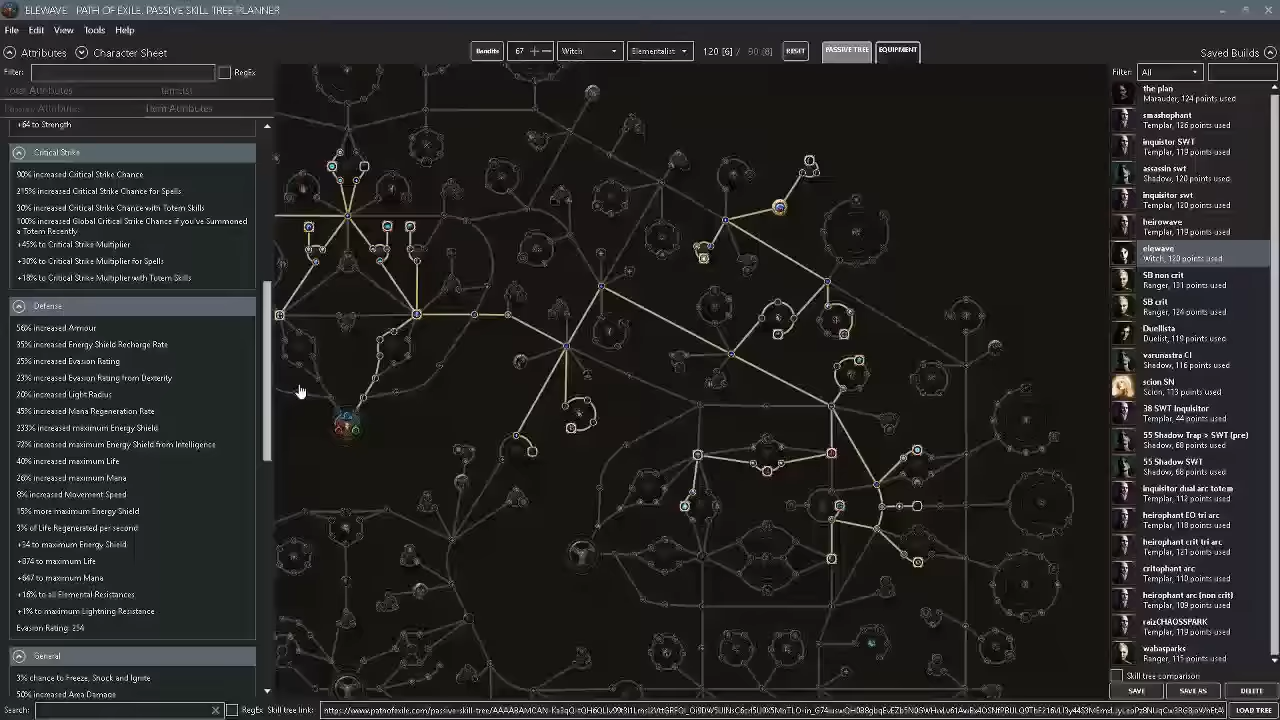 ELEWAVE - PATH OF EXILE: PASSIVE SKILL TREE PLANNER
File Edit View Tools Help
Attributes Character Sheet
Bandits 67 Witch Elementalist 120 [6] / 90 [8] RESET PASSIVE TREE EQUIPMENT
Saved Builds
Filter: RegEx
Filter: All
Item Attributes
+64 to Strength
Critical Strike
90% increased Critical Strike Chance
215% increased Critical Strike Chance for Spells
30% increased Critical Strike Chance with Totem Skills
100% increased Global Critical Strike Chance if you've Summoned
a Totem Recently
+45% to Critical Strike Multiplier
+30% to Critical Strike Multiplier for Spells
+18% to Critical Strike Multiplier with Totem Skills
Defense
56% increased Armour
35% increased Energy Shield Recharge Rate
25% increased Evasion Rating
23% increased Evasion Rating from Dexterity
20% increased Light Radius
45% increased Mana Regeneration Rate
233% increased maximum Energy Shield
72% increased maximum Energy Shield from Intelligence
40% increased maximum Life
26% increased maximum Mana
8% increased Movement Speed
15% more maximum Energy Shield
3% of Life Regenerated per second
+34 to maximum Energy Shield
+874 to maximum Life
+647 to maximum Mana
+16% to all Elemental Resistances
+1% to maximum Lightning Resistance
Evasion Rating: 254
General
3% chance to Freeze, Shock and Ignite
50% increased Area Damage
the plan
Marauder, 124 points used
smashophant
Templar, 126 points used
inquistor SWT
Templar, 119 points used
assasin swt
Shadow, 120 points used
inquisitor swt
Templar, 120 points used
heirowave
Templar, 119 points used
elewave
Witch, 120 points used
SB non crit
Ranger, 131 points used
SB crit
Ranger, 124 points used
Duellista
Duelist, 119 points used
varunastra CI
Shadow, 116 points used
scion SN
Scion, 113 points used
38 SWT Inquisitor
Templar, 44 points used
55 Shadow Trap > SWT (pre)
Shadow, 68 points used
55 Shadow SWT
Shadow, 66 points used
inquisitor dual arc totem
Templar, 112 points used
heirophant EO tri arc
Templar, 118 points used
heirophant crit tri arc
Templar, 121 points used
critophant arc
Templar, 110 points used
heirophant arc (non crit)
Templar, 109 points used
raizCHAOSSPARK
Templar, 119 points used
wabasparks
Ranger, 115 points used
Skill tree comparison
SAVE SAVE AS DELETE
Search: RegEx Skill tree link: LOAD TREE